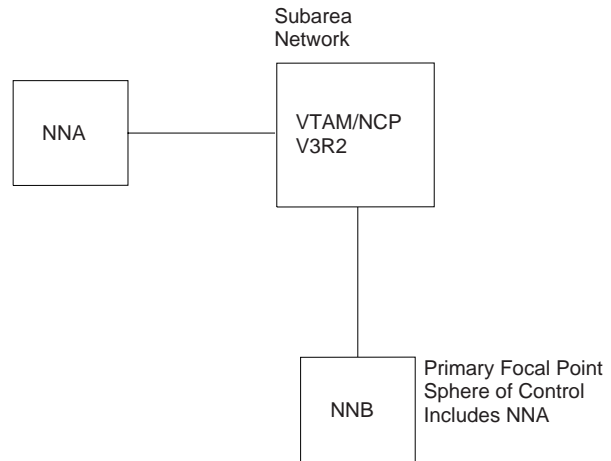 Subarea
Network
NNA
VTAM/NCP
V3R2
NNB
Primary Focal Point
Sphere of Control
Includes NNA